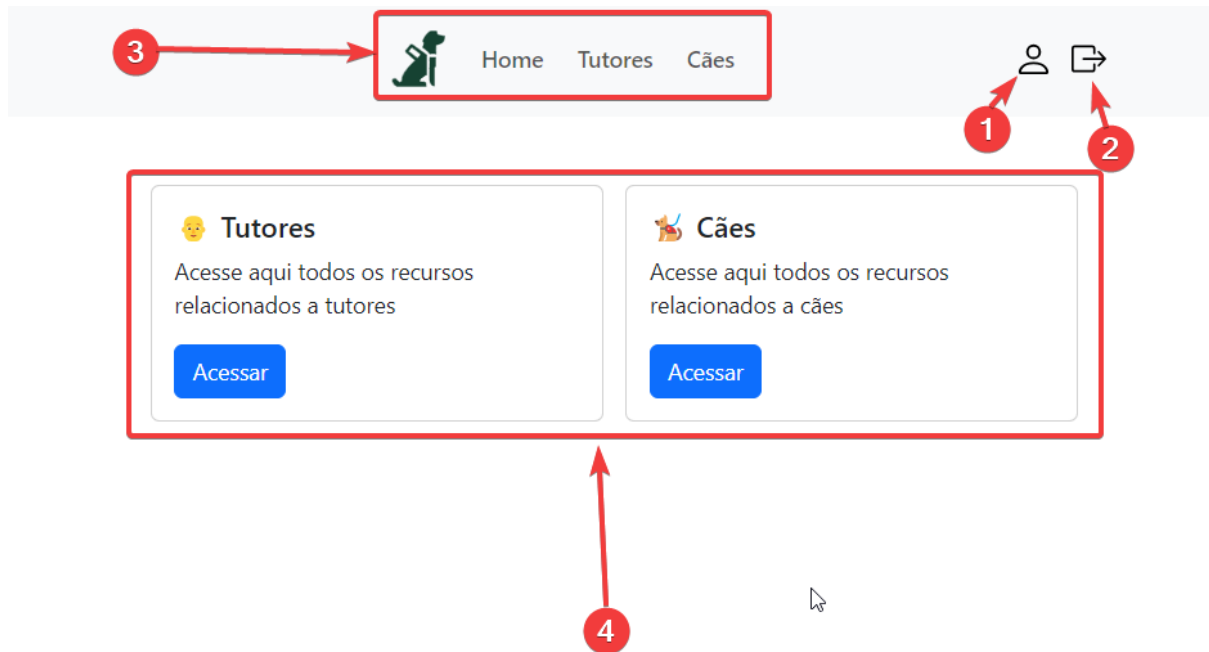 3
Home Tutores Cães
1
2
Tutores
Acesse aqui todos os recursos
relacionados a tutores
Acessar
Cães
Acesse aqui todos os recursos
relacionados a cães
Acessar
4